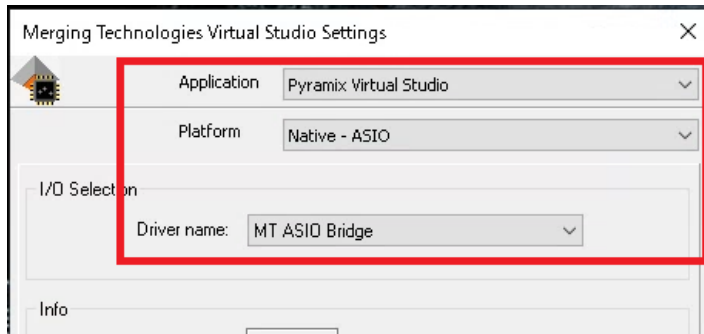 Merging Technologies Virtual Studio Settings
Application Pyramix Virtual Studio
Platform Native - ASIO
I/O Selection
Driver name: MT ASIO Bridge
Info